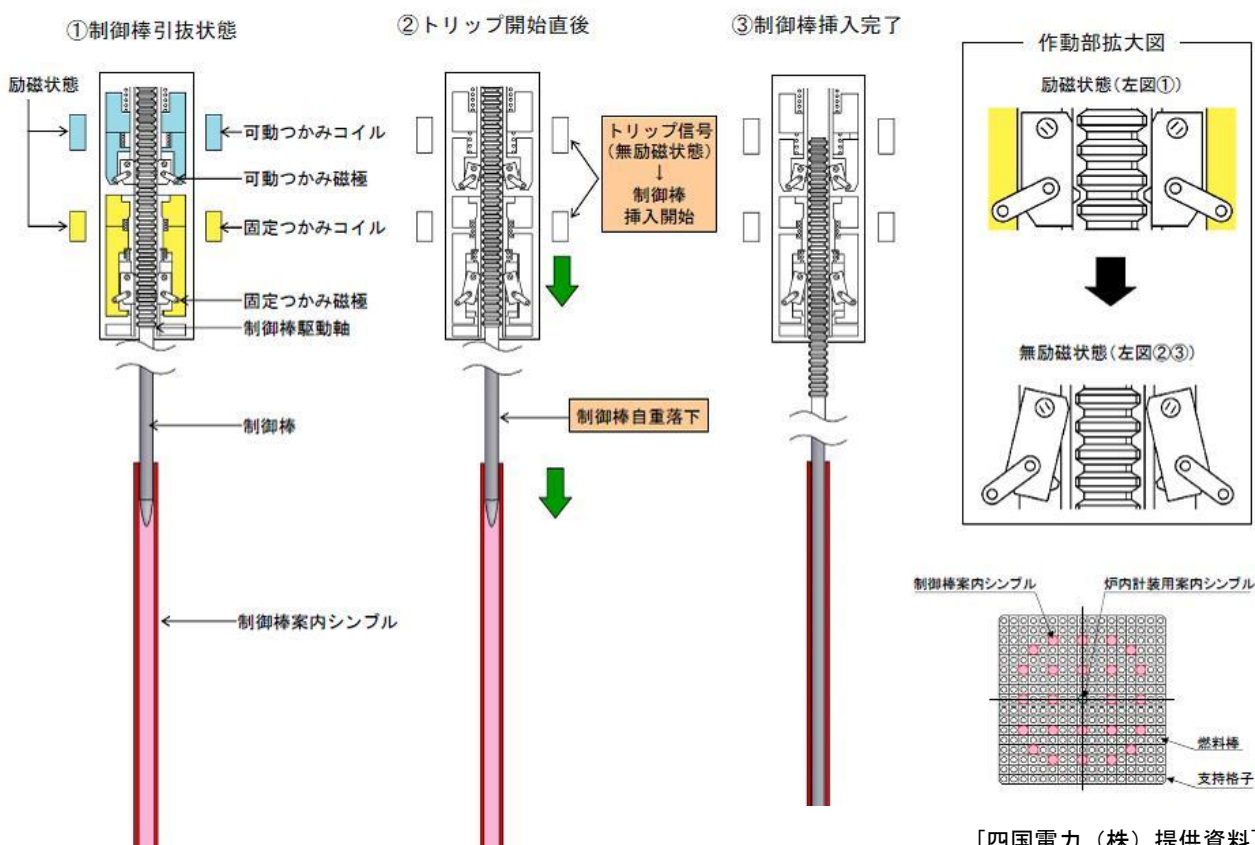 ①制御棒引抜状態
②トリップ開始直後
③制御棒挿入完了
励磁状態
可動つかみコイル
可動つかみ磁極
固定つかみコイル
固定つかみ磁極
制御棒駆動軸
制御棒
制御棒案内シンブル
トリップ信号
(無励磁状態)
↓
制御棒
挿入開始
制御棒自重落下
作動部拡大図
励磁状態(左図①)
無励磁状態(左図②③)
制御棒案内シンブル
炉内計装用案内シンブル
燃料棒
支持格子
[四国電力(株)提供資料]